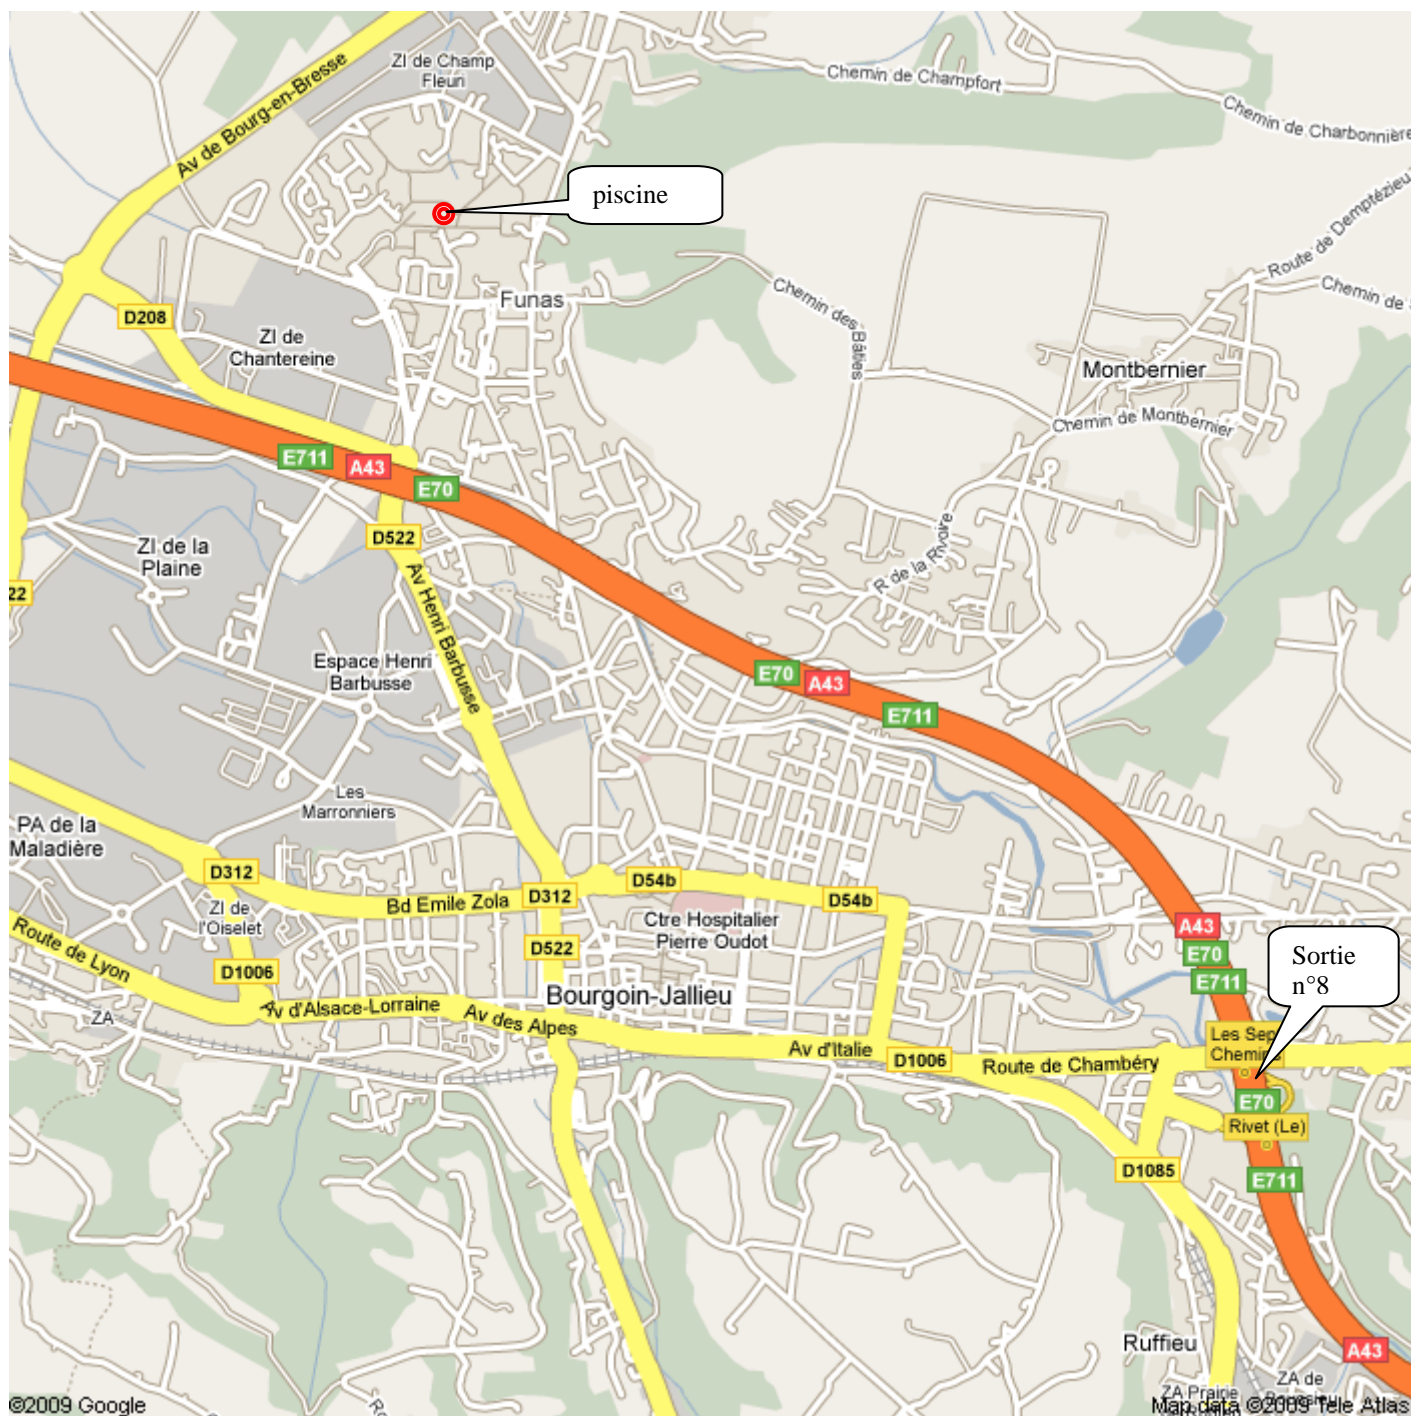 ZI de Champ
Fleuri
Chemin de Champfort
Chemin de Charbonnière
Av de Bourg-en-Bresse
piscine
Route de Demptézieu
Chemin de
Funas
Chemin des Bâties
D208
ZI de
Chantereine
Montbernier
Chemin de Montbernier
E711
A43
E70
D522
R de la Rivoire
ZI de la
Plaine
22
Av Henri Barbusse
Espace Henri
Barbusse
E70
A43
E711
Les
Marronniers
PA de la
Maladière
D312
Bd Emile Zola
D312
D54b
D54b
ZI de
l'Oiselet
Ctre Hospitalier
Pierre Oudot
A43
Route de Lyon
D522
E70
Sortie
n°8
D1006
E711
Bourgoin-Jallieu
Av d'Alsace-Lorraine
Av des Alpes
ZA
Av d'Italie
D1006
Route de Chambéry
Les Sep
Chemins
E70
Rivet (Le)
D1085
E711
Ruffieu
A43
ZA de
ZA Prairie
©2009 Google
Map data ©2009 Tele Atlas